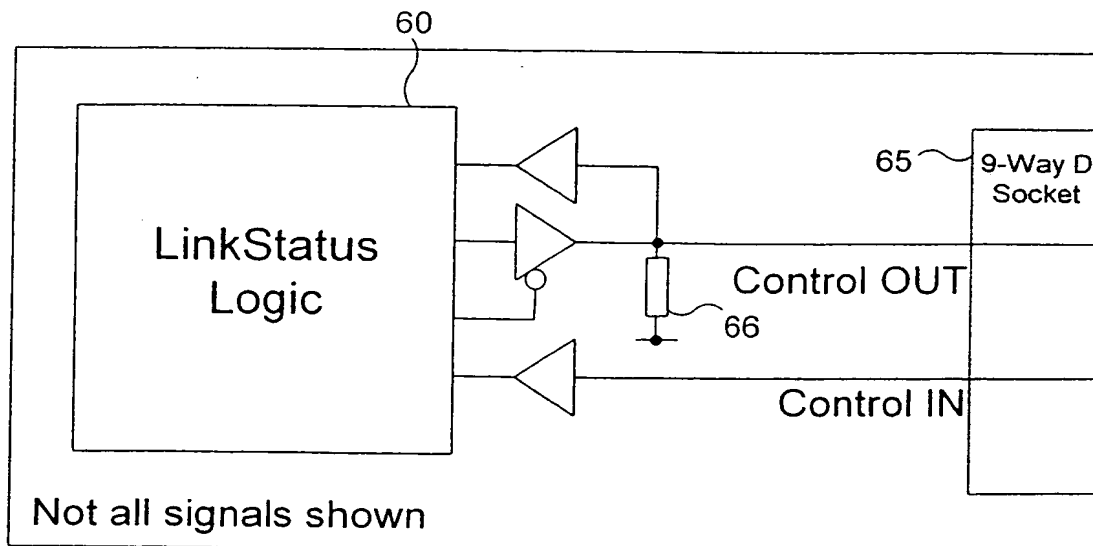 60
65
9-Way D
Socket
LinkStatus
Logic
Control OUT
66
Control IN
Not all signals shown